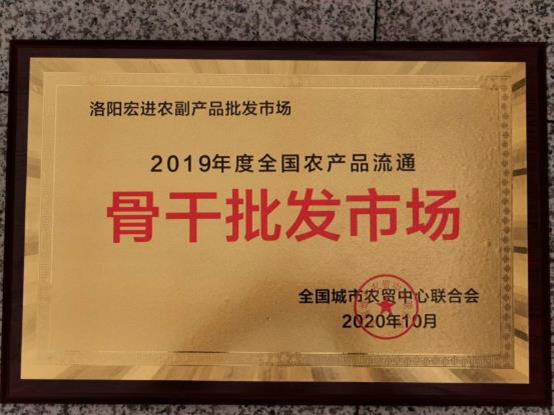 洛阳宏进农副产品批发市场
2019年度全国农产品流通
骨干批发市场
全国城市农贸中心联合会
2020年10月